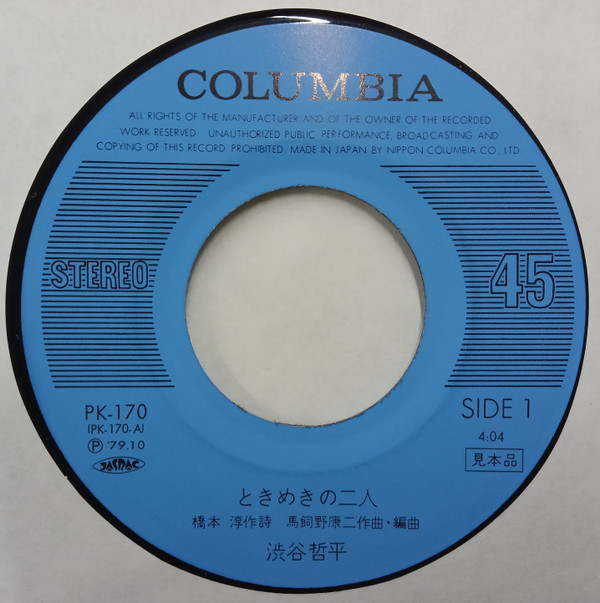 COLUMBIA
ALL RIGHTS OF THE MANUFACTURER AND OF THE OWNER OF THE RECORDED
WORK RESERVED UNAUTHORIZED PUBLIC PERFORMANCE, BROADCASTING AND
COPYING OF THIS RECORD PROHIBITED MADE IN JAPAN BY NIPPON COLUMBIA CO., LTD
STEREO
45
PK-170
(PK-170-A)
Ⓟ '79.10
JASRAC
SIDE 1
4:04
見本品
ときめきの二人
橋本 淳作詩 馬飼野康二作曲・編曲
渋谷哲平